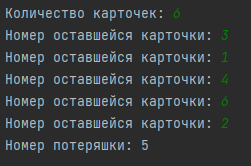 Количество карточек: 6
Номер оставшейся карточки: 3
Номер оставшейся карточки: 1
Номер оставшейся карточки: 4
Номер оставшейся карточки: 6
Номер оставшейся карточки: 2
Номер потеряшки: 5